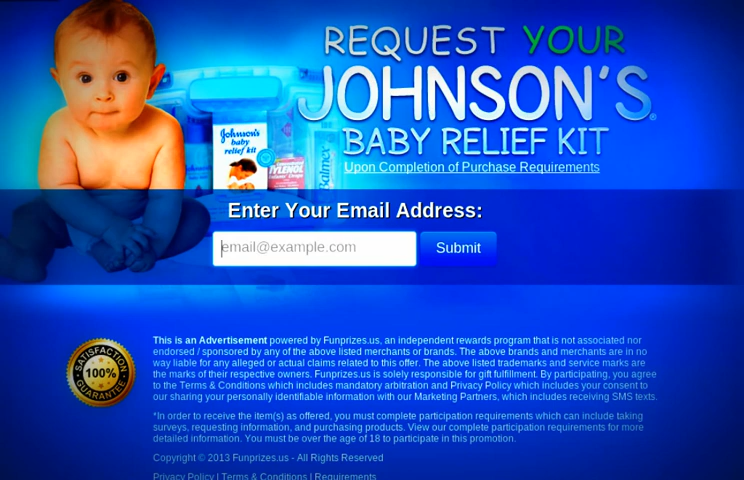 REQUEST YOUR
JOHNSON'S®
BABY RELIEF KIT
Upon Completion of Purchase Requirements
Johnson's
baby
relief kit
TYLENOL
Balmex
Enter Your Email Address:
email@example.com
Submit
SATISFACTION
100%
GUARANTEE
This is an Advertisement powered by Funprizes.us, an independent rewards program that is not associated nor
endorsed / sponsored by any of the above listed merchants or brands. The above brands and merchants are in no
way liable for any alleged or actual claims related to this offer. The above listed trademarks and service marks are
the marks of their respective owners. Funprizes.us is solely responsible for gift fulfillment. By participating, you agree
to the Terms & Conditions which includes mandatory arbitration and Privacy Policy which includes your consent to
our sharing your personally identifiable information with our Marketing Partners, which includes receiving SMS texts.
*In order to receive the item(s) as offered, you must complete participation requirements which can include taking
surveys, requesting information, and purchasing products. View our complete participation requirements for more
detailed information. You must be over the age of 18 to participate in this promotion.
Copyright © 2013 Funprizes.us - All Rights Reserved
Privacy Policy | Terms & Conditions | Requirements